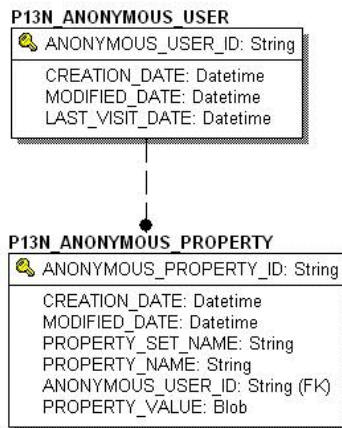 P13N_ANONYMOUS_USER
ANONYMOUS_USER_ID: String
CREATION_DATE: Datetime
MODIFIED_DATE: Datetime
LAST_VISIT_DATE: Datetime
P13N_ANONYMOUS_PROPERTY
ANONYMOUS_PROPERTY_ID: String
CREATION_DATE: Datetime
MODIFIED_DATE: Datetime
PROPERTY_SET_NAME: String
PROPERTY_NAME: String
ANONYMOUS_USER_ID: String (FK)
PROPERTY_VALUE: Blob